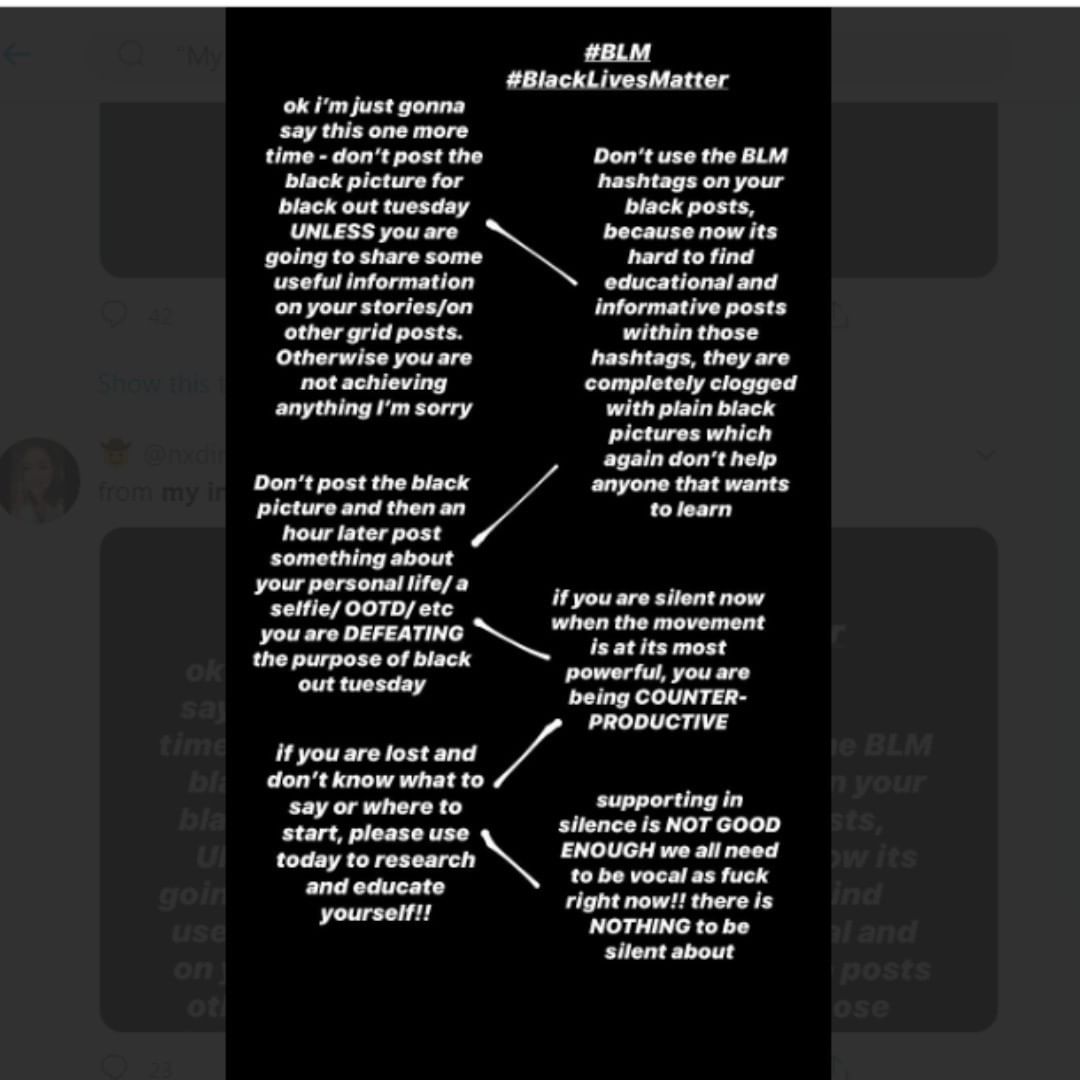 #BLM
#BlackLivesMatter
ok i'm just gonna
say this one more
time - don't post the
black picture for
black out tuesday
UNLESS you are
going to share some
useful information
on your stories/on
other grid posts.
Otherwise you are
not achieving
anything I'm sorry
Don't use the BLM
hashtags on your
black posts,
because now its
hard to find
educational and
informative posts
within those
hashtags, they are
completely clogged
with plain black
pictures which
again don't help
anyone that wants
to learn
Don't post the black
picture and then an
hour later post
something about
your personal life/ a
selfie/ OOTD/ etc
you are DEFEATING
the purpose of black
out tuesday
if you are silent now
when the movement
is at its most
powerful, you are
being COUNTER-
PRODUCTIVE
if you are lost and
don't know what to
say or where to
start, please use
today to research
and educate
yourself!!
supporting in
silence is NOT GOOD
ENOUGH we all need
to be vocal as fuck
right now!! there is
NOTHING to be
silent about
"My
42
Show this
@nxdi
from my in
ok
say
time
bla
goin
use
on
BLM
your
posts
23